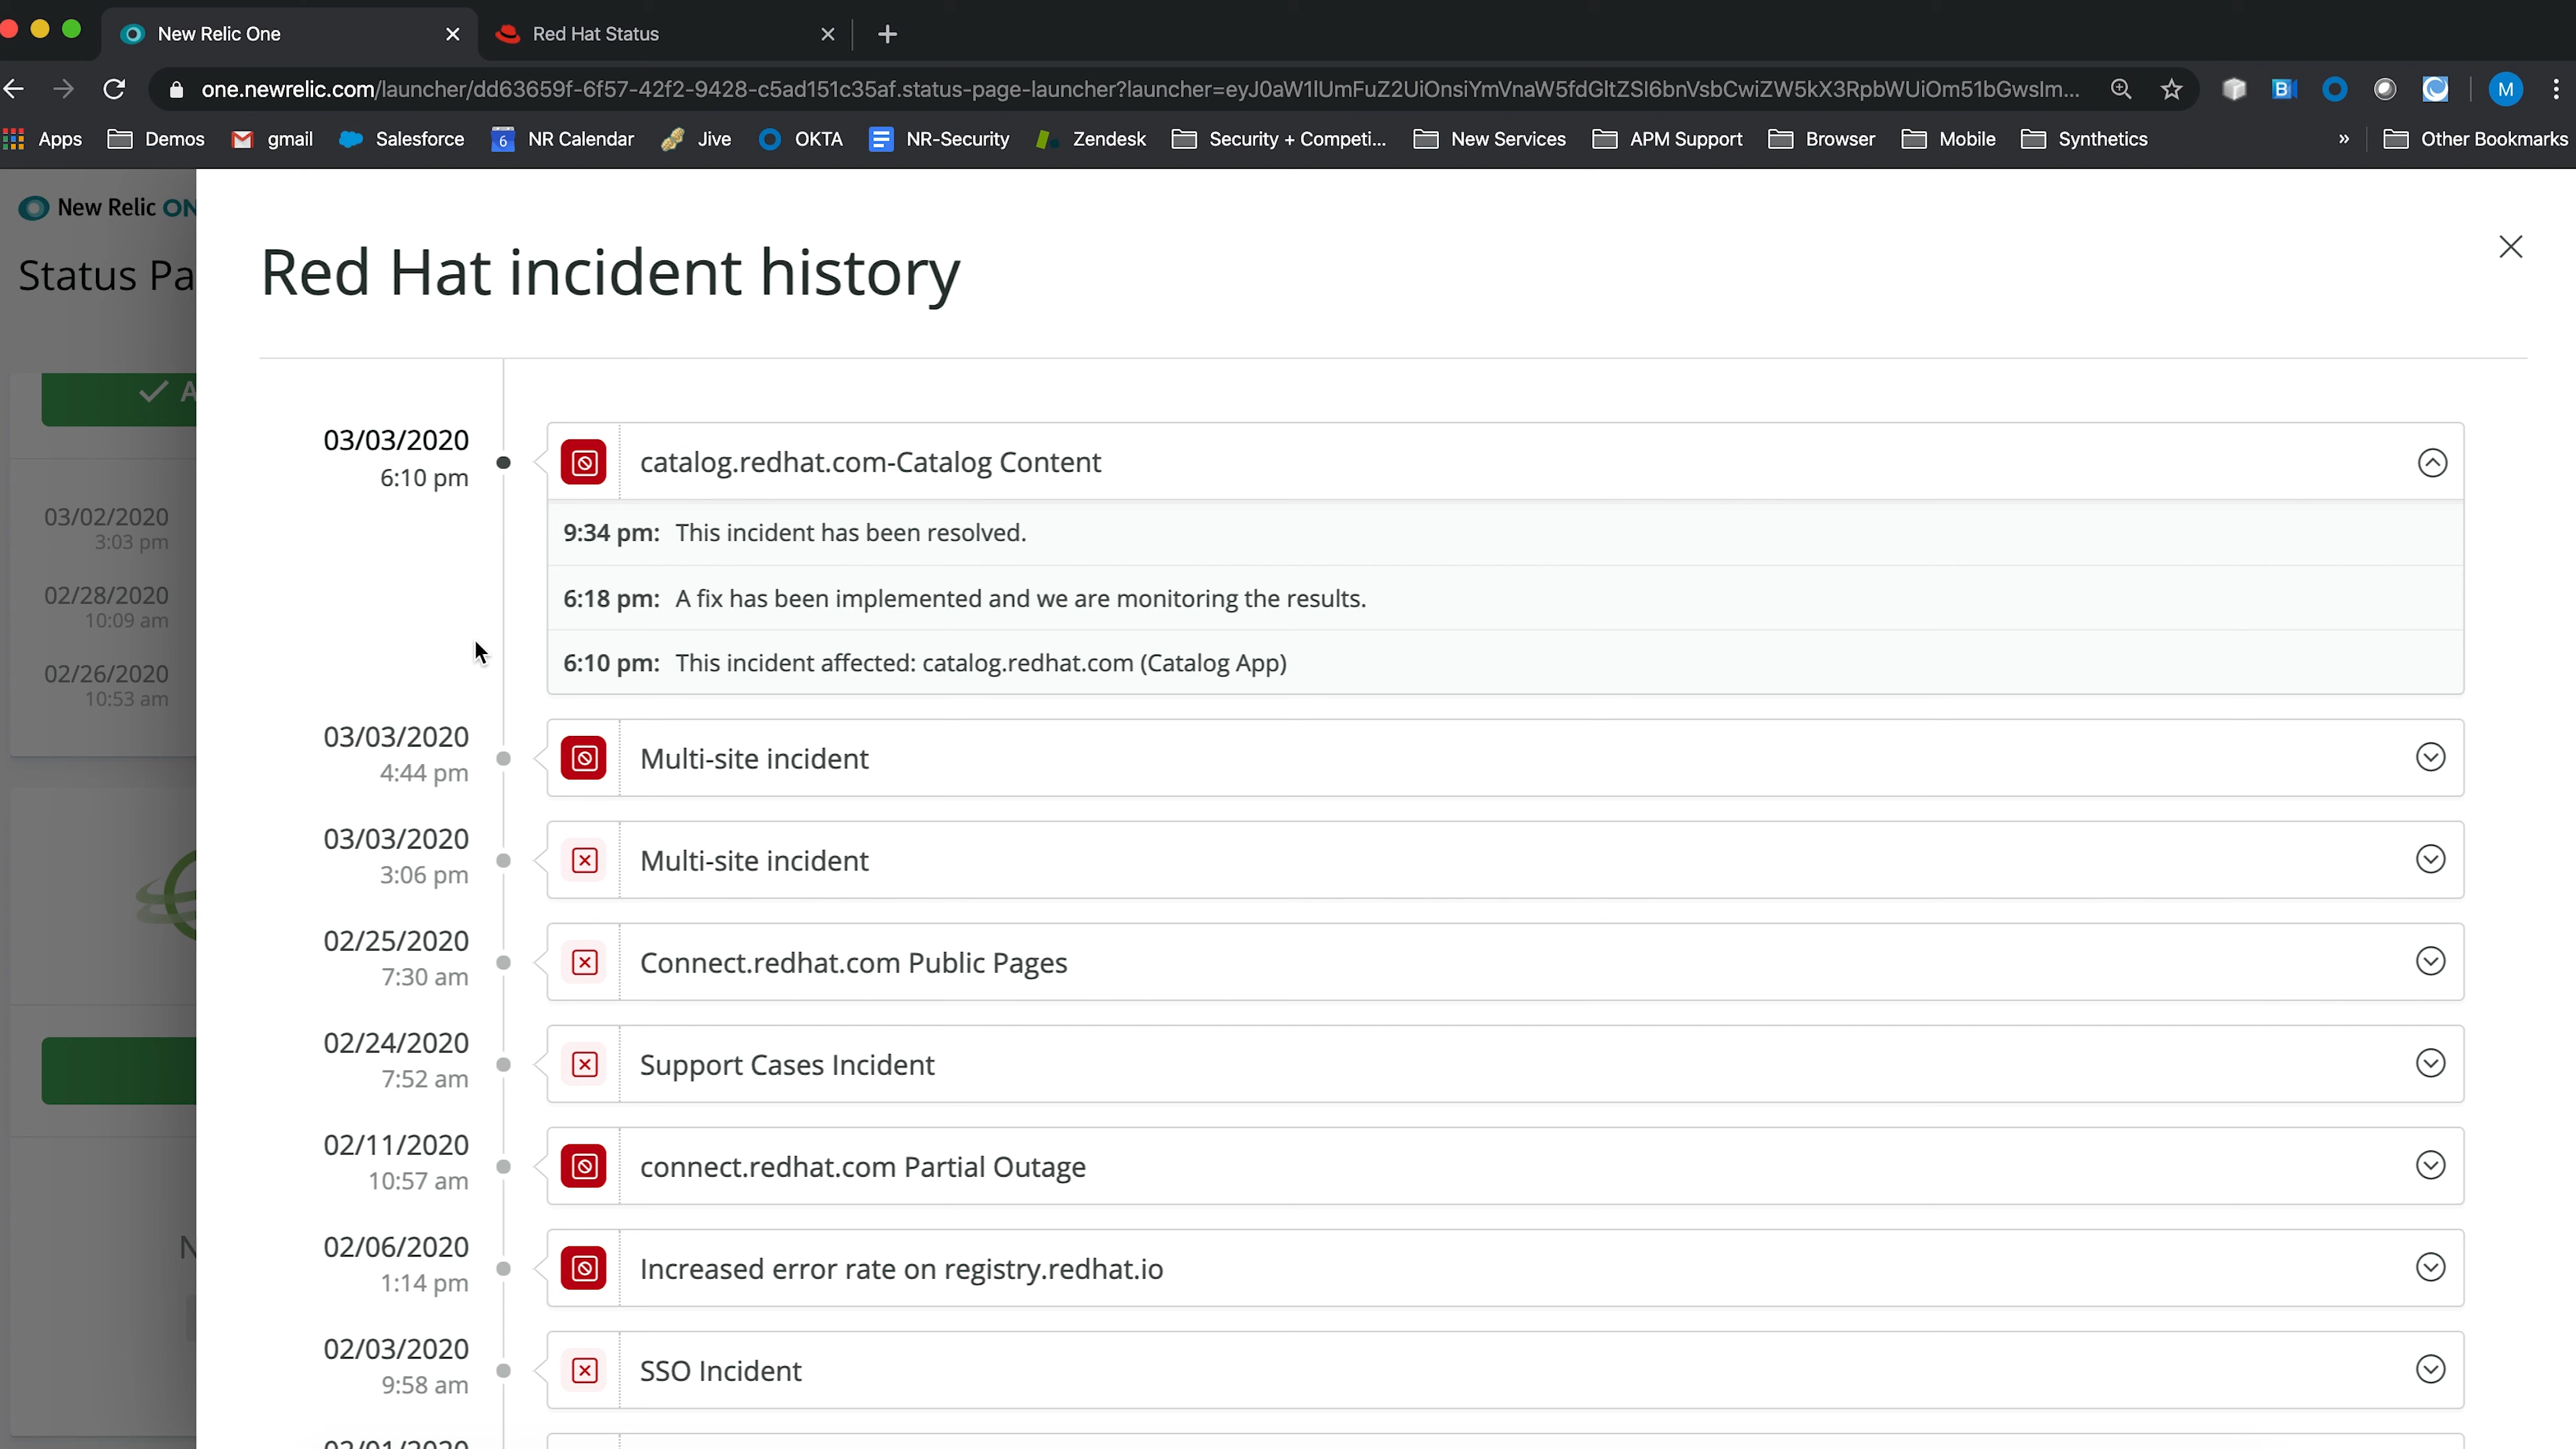 New Relic One
Red Hat Status
one.newrelic.com/launcher/dd63659f-6f57-42f2-9428-c5ad151c35af.status-page-launcher?launcher=eyJ0aW1lUmFuZ2UiOnsiYmVnaW5fdGltZSI6bnVsbCwiZW5kX3RpbWUiOm51bGwsIm...
M
Apps Demos gmail Salesforce 6 NR Calendar Jive OKTA NR-Security Zendesk Security + Competi... New Services APM Support Browser Mobile Synthetics » Other Bookmarks
New Relic ON
Status Pa
Red Hat incident history
03/02/2020
3:03 pm
02/28/2020
10:09 am
02/26/2020
10:53 am
03/03/2020
6:10 pm
catalog.redhat.com-Catalog Content
9:34 pm: This incident has been resolved.
6:18 pm: A fix has been implemented and we are monitoring the results.
6:10 pm: This incident affected: catalog.redhat.com (Catalog App)
03/03/2020
4:44 pm
Multi-site incident
03/03/2020
3:06 pm
Multi-site incident
02/25/2020
7:30 am
Connect.redhat.com Public Pages
02/24/2020
7:52 am
Support Cases Incident
02/11/2020
10:57 am
connect.redhat.com Partial Outage
02/06/2020
1:14 pm
Increased error rate on registry.redhat.io
02/03/2020
9:58 am
SSO Incident